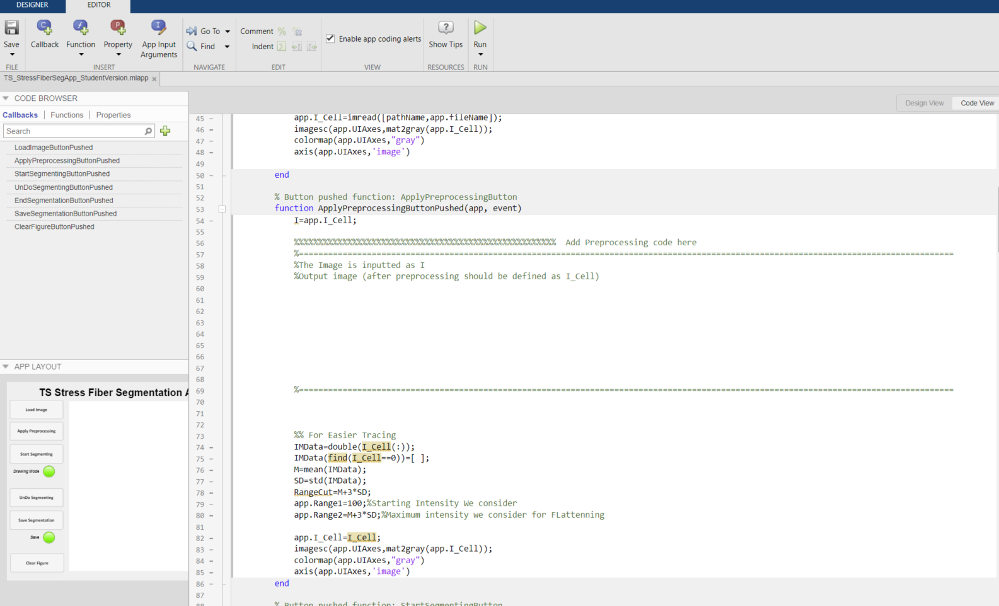 DESIGNER EDITOR
Save Callback Function Property App Input Arguments Go To Find Comment Indent Enable app coding alerts Show Tips Run
FILE INSERT NAVIGATE EDIT VIEW RESOURCES RUN
TS_StressFiberSegApp_StudentVersion.mlapp
CODE BROWSER
Callbacks Functions Properties
Search
LoadImageButtonPushed
ApplyPreprocessingButtonPushed
StartSegmentingButtonPushed
UnDoSegmentingButtonPushed
EndSegmentationButtonPushed
SaveSegmentationButtonPushed
ClearFigureButtonPushed
APP LAYOUT
TS Stress Fiber Segmentation A
Load Image
Apply Preprocessing
Start Segmenting
Drawing Mode
UnDo Segmenting
Save Segmentation
Save
Clear Figure
Design View Code View
45 app.I_Cell=imread([pathName,app.fileName]);
46 imagesc(app.UIAxes,mat2gray(app.I_Cell));
47 colormap(app.UIAxes,"gray")
48 axis(app.UIAxes,'image')
49
50 end
51
52 % Button pushed function: ApplyPreprocessingButton
53 function ApplyPreprocessingButtonPushed(app, event)
54 I=app.I_Cell;
55
56 %%%%%%%%%%%%%%%%%%%%%%%%%%%%%%%%%%%%%%%%%%%%%%%%%%%%%% Add Preprocessing code here
57 %=======================================================================================================================================
58 %The Image is inputted as I
59 %Output image (after preprocessing should be defined as I_Cell)
60
61
62
63
64
65
66
67
68
69 %=======================================================================================================================================
70
71
72
73 %% For Easier Tracing
74 IMData=double(I_Cell(:));
75 IMData(find(I_Cell==0))=[ ];
76 M=mean(IMData);
77 SD=std(IMData);
78 RangeCut=M+3*SD;
79 app.Range1=100;%Starting Intensity We consider
80 app.Range2=M+3*SD;%Maximum intensity we consider for FLattenning
81
82 app.I_Cell=I_Cell;
83 imagesc(app.UIAxes,mat2gray(app.I_Cell));
84 colormap(app.UIAxes,"gray")
85 axis(app.UIAxes,'image')
86 end
87
88 % Button pushed function: StartSegmentingButton